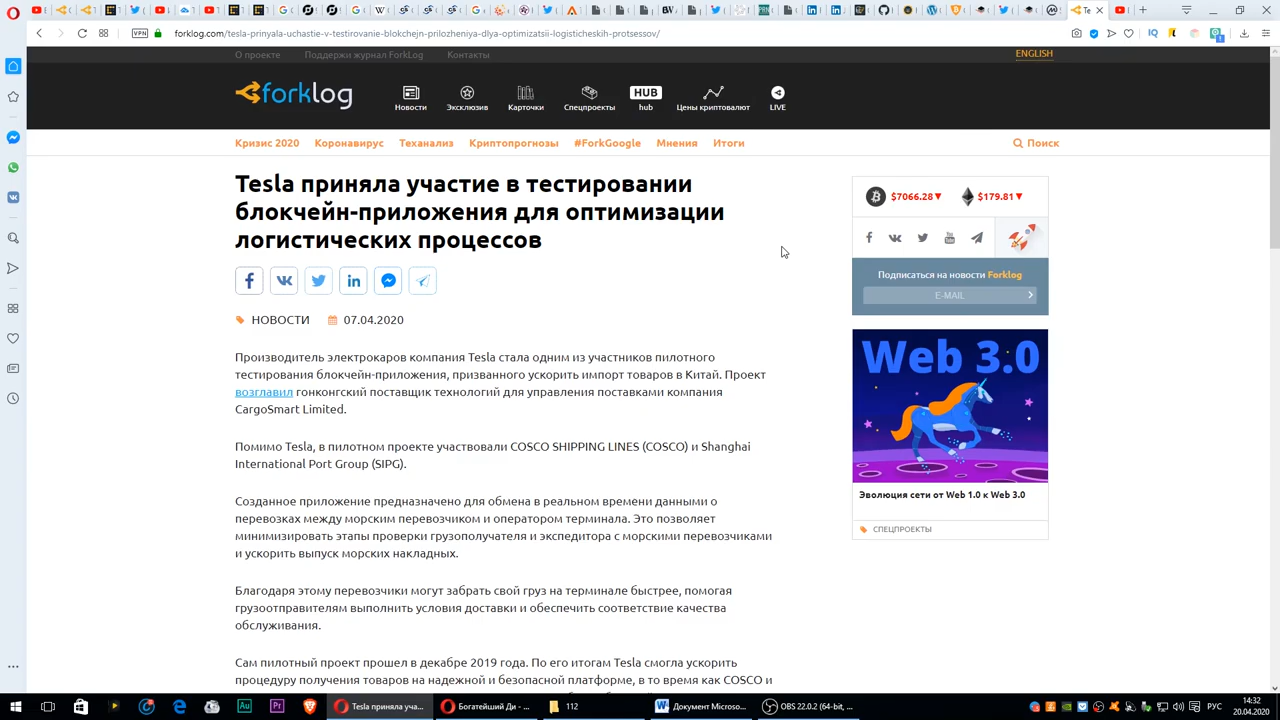 Te
VPN
forklog.com/tesla-prinyala-uchastie-v-testirovanie-blokchejn-prilozheniya-dlya-optimizatsii-logisticheskih-protsessov/
О проекте Поддержи журнал ForkLog Контакты ENGLISH
forklog
Новости Эксклюзив Карточки Спецпроекты HUB hub Цены криптовалют LIVE
Кризис 2020 Коронавирус Теханализ Криптопрогнозы #ForkGoogle Мнения Итоги Поиск
Tesla приняла участие в тестировании
блокчейн-приложения для оптимизации
логистических процессов
НОВОСТИ 07.04.2020
Производитель электрокаров компания Tesla стала одним из участников пилотного
тестирования блокчейн-приложения, призванного ускорить импорт товаров в Китай. Проект
возглавил гонконгский поставщик технологий для управления поставками компания
CargoSmart Limited.
Помимо Tesla, в пилотном проекте участвовали COSCO SHIPPING LINES (COSCO) и Shanghai
International Port Group (SIPG).
Созданное приложение предназначено для обмена в реальном времени данными о
перевозках между морским перевозчиком и оператором терминала. Это позволяет
минимизировать этапы проверки грузополучателя и экспедитора с морскими перевозчиками
и ускорить выпуск морских накладных.
Благодаря этому перевозчики могут забрать свой груз на терминале быстрее, помогая
грузоотправителям выполнить условия доставки и обеспечить соответствие качества
обслуживания.
Сам пилотный проект прошел в декабре 2019 года. По его итогам Tesla смогла ускорить
процедуру получения товаров на надежной и безопасной платформе, в то время как COSCO и
$7066.28 $179.81
Подписаться на новости Forklog
E-MAIL
Web 3.0
Эволюция сети от Web 1.0 к Web 3.0
СПЕЦПРОЕКТЫ
Tesla приняла уча...
Богатейший Ди - ...
112
Документ Microso...
OBS 22.0.2 (64-bit, ...
РУС
14:32
20.04.2020